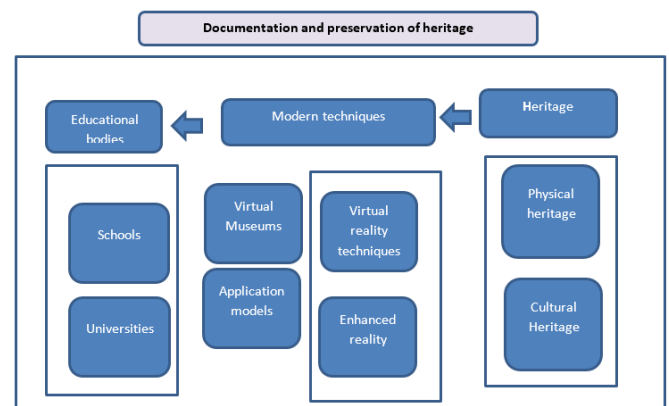 Documentation and preservation of heritage
Educational
bodies
Modern techniques
Heritage
Schools
Universities
Virtual
Museums
Application
models
Virtual
reality
techniques
Enhanced
reality
Physical
heritage
Cultural
Heritage